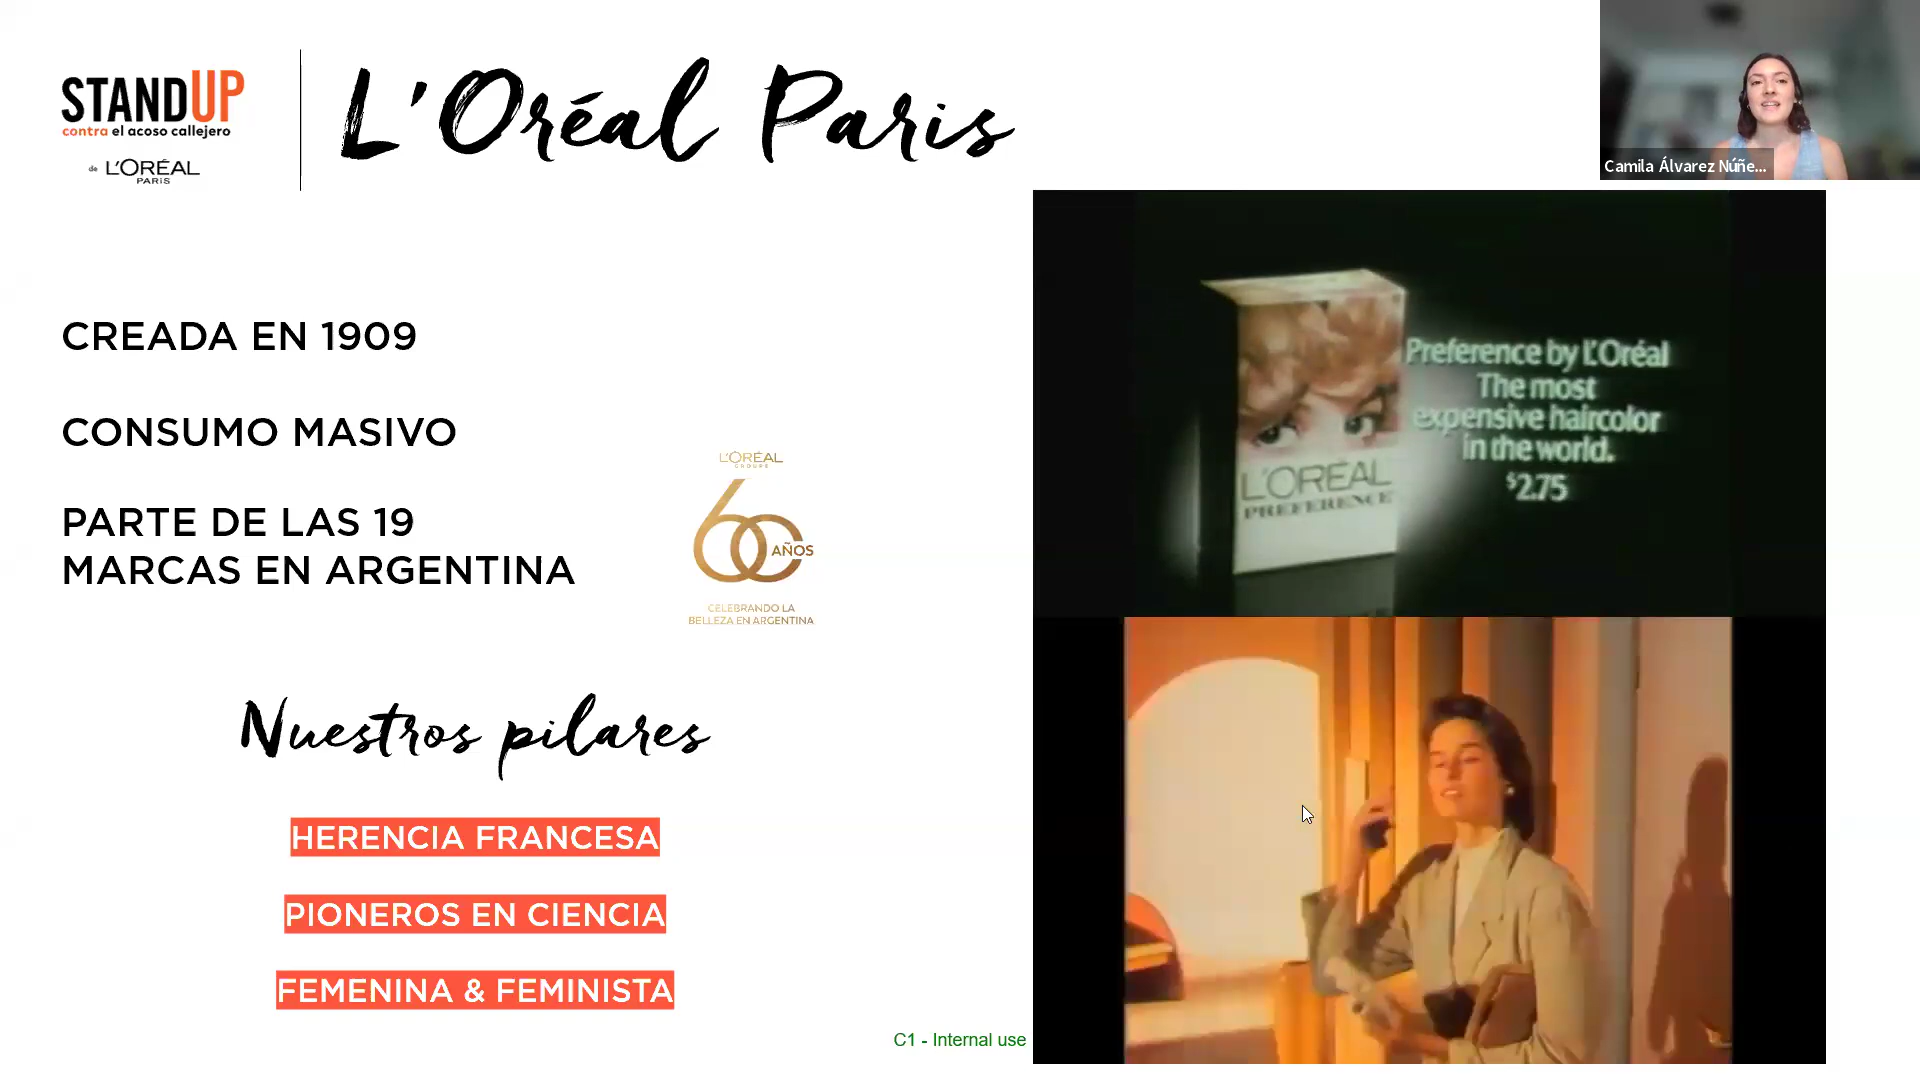 STANDUP
contra el acoso callejero
de L'ORÉAL
PARIS
L'Oréal Paris
Camila Álvarez Núñe...
CREADA EN 1909
CONSUMO MASIVO
PARTE DE LAS 19
MARCAS EN ARGENTINA
L'ORÉAL
GROUPE
60 AÑOS
CELEBRANDO LA
BELLEZA EN ARGENTINA
Nuestros pilares
HERENCIA FRANCESA
PIONEROS EN CIENCIA
FEMENINA & FEMINISTA
C1 - Internal use
Preference by L'Oréal
The most
expensive haircolor
in the world.
$2.75
L'ORÉAL
PREFERENCE